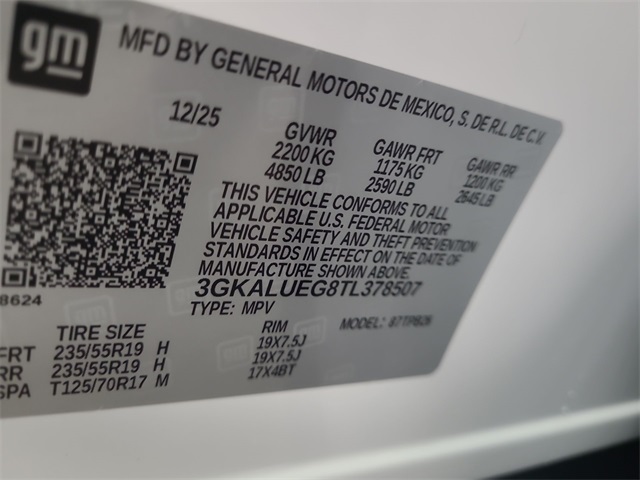 gm
MFD BY GENERAL MOTORS DE MEXICO, S. DE R.L. DE C.V.
12/25
GVWR GAWR FRT GAWR RR
2200 KG 1175 KG 1200 KG
4850 LB 2590 LB 2645 LB
THIS VEHICLE CONFORMS TO ALL
APPLICABLE U.S. FEDERAL MOTOR
VEHICLE SAFETY AND THEFT PREVENTION
STANDARDS IN EFFECT ON THE DATE OF
MANUFACTURE SHOWN ABOVE.
3GKALUEG8TL378507
8624
TYPE: MPV MODEL:
TIRE SIZE RIM
FRT 235/55R19 H 19X7.5J
RR 235/55R19 H 19X7.5J
SPA T125/70R17 M 17X4BT